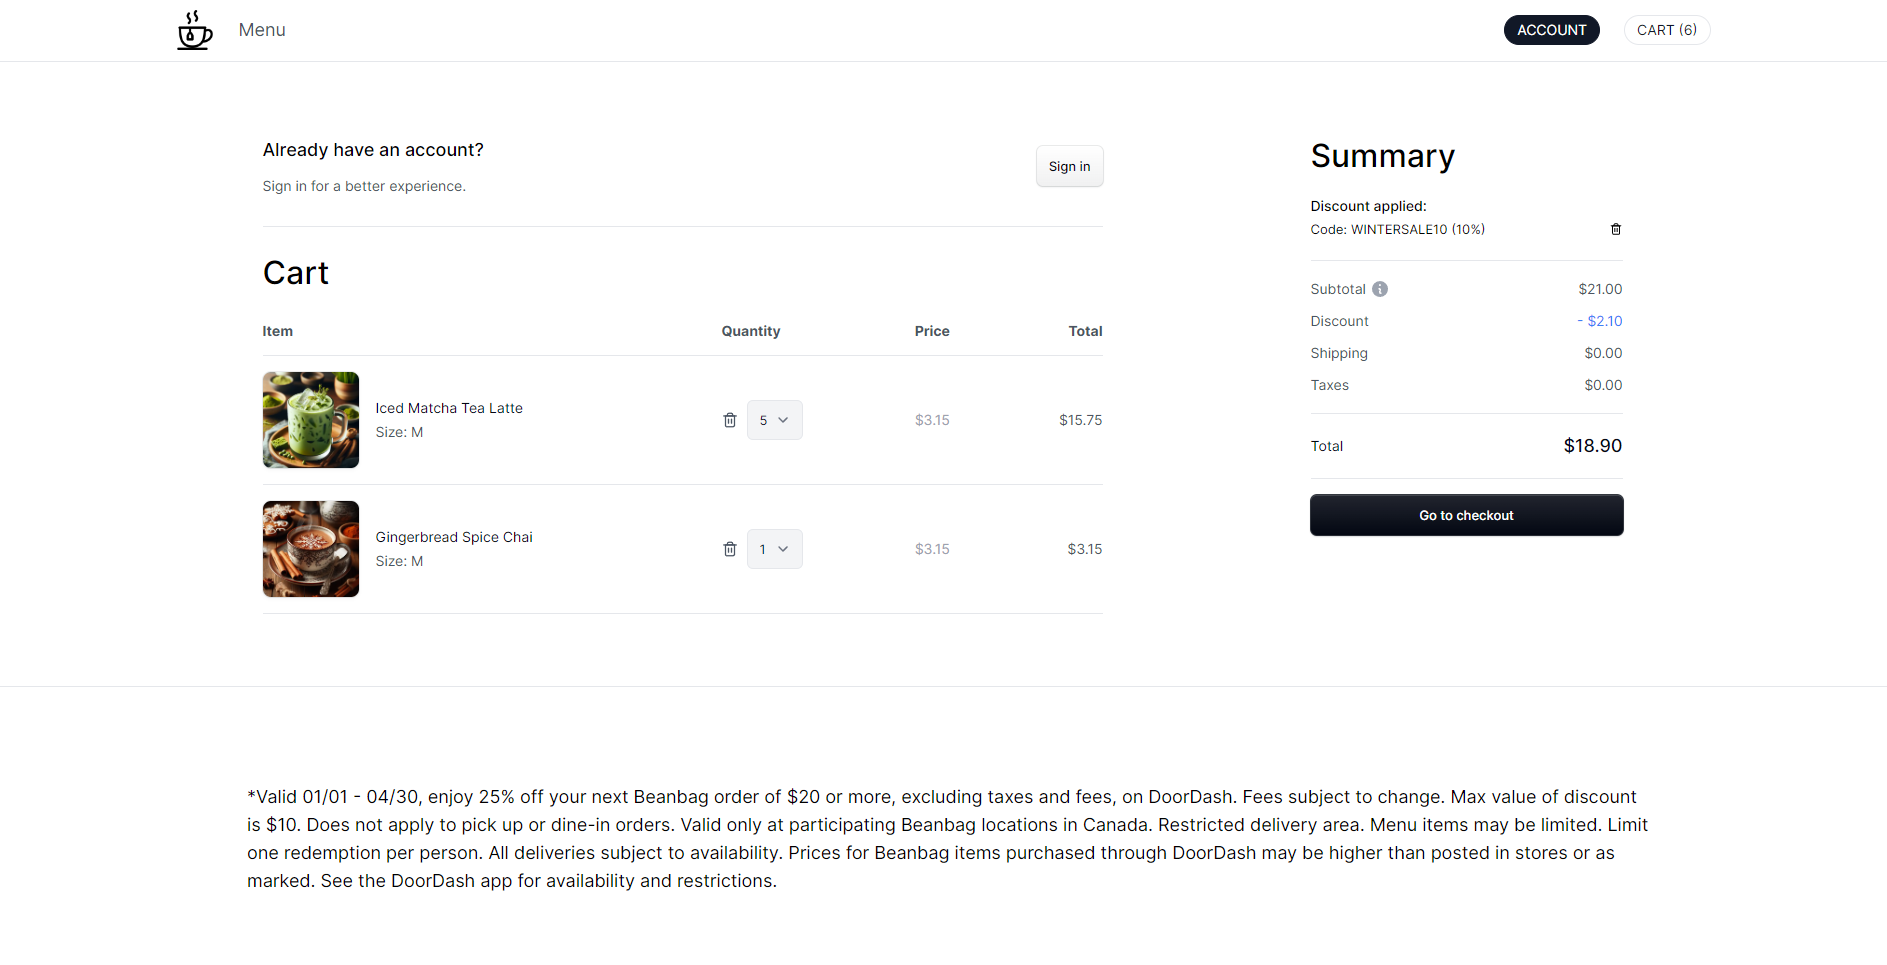 Menu
ACCOUNT
CART (6)
Already have an account?
Sign in for a better experience.
Sign in
Cart
Item Quantity Price Total
Iced Matcha Tea Latte
Size: M
5 $3.15 $15.75
Gingerbread Spice Chai
Size: M
1 $3.15 $3.15
Summary
Discount applied:
Code: WINTERSALE10 (10%)
Subtotal $21.00
Discount - $2.10
Shipping $0.00
Taxes $0.00
Total $18.90
Go to checkout
*Valid 01/01 - 04/30, enjoy 25% off your next Beanbag order of $20 or more, excluding taxes and fees, on DoorDash. Fees subject to change. Max value of discount
is $10. Does not apply to pick up or dine-in orders. Valid only at participating Beanbag locations in Canada. Restricted delivery area. Menu items may be limited. Limit
one redemption per person. All deliveries subject to availability. Prices for Beanbag items purchased through DoorDash may be higher than posted in stores or as
marked. See the DoorDash app for availability and restrictions.